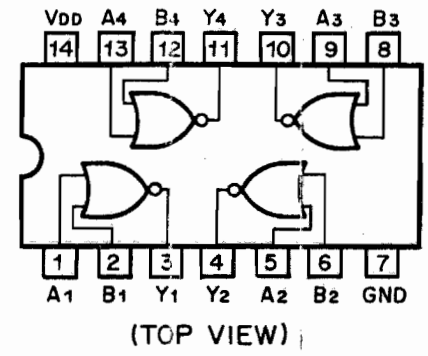 VDD A4 B4 Y4 Y3 A3 B3
14 13 12 11 10 9 8
1 2 3 4 5 6 7
A1 B1 Y1 Y2 A2 B2 GND
(TOP VIEW)